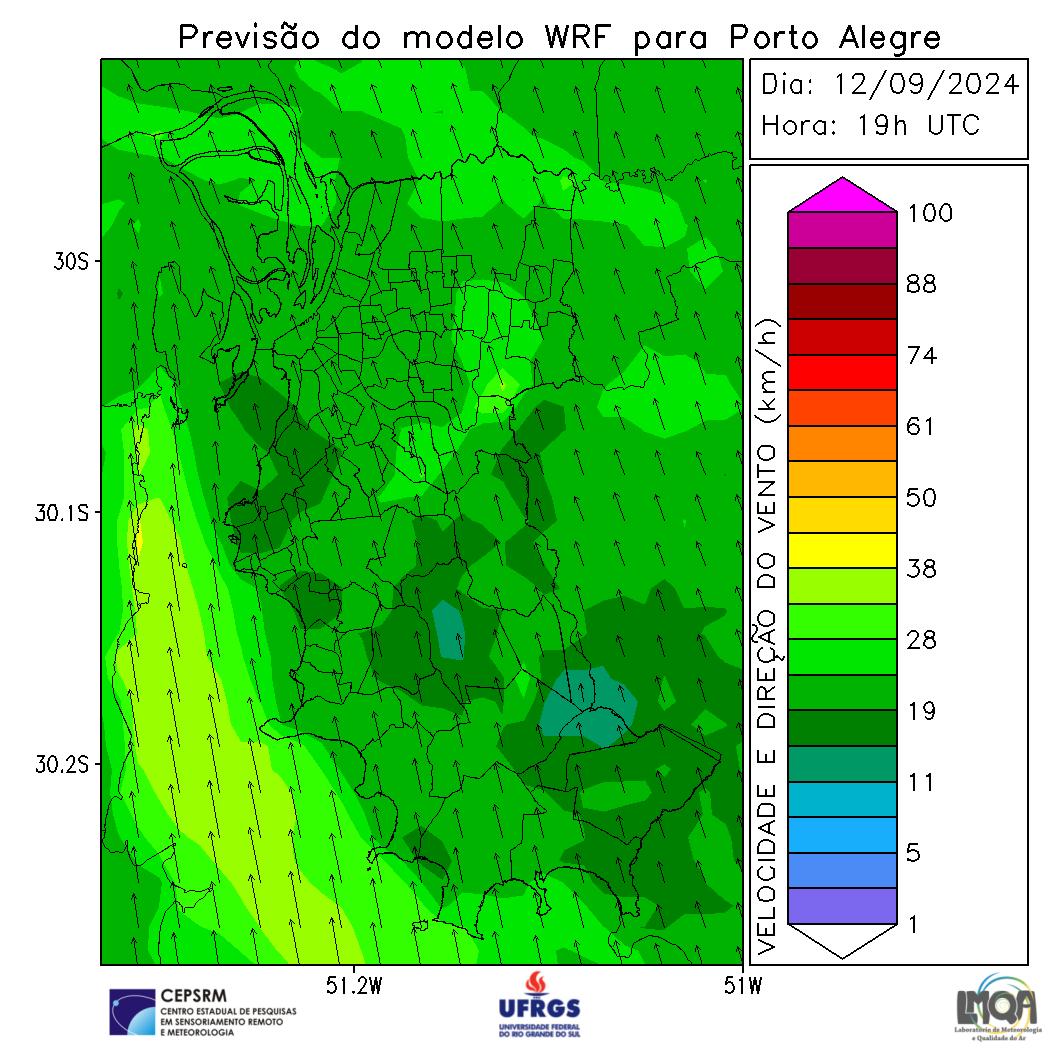 Previsão do modelo WRF para Porto Alegre
Dia: 12/09/2024
Hora: 19h UTC
30S
30.1S
30.2S
51.2W
51W
VELOCIDADE E DIREÇÃO DO VENTO (km/h)
100
88
74
61
50
38
28
19
11
5
1
CEPSRM
CENTRO ESTADUAL DE PESQUISAS
EM SENSORIAMENTO REMOTO
E METEOROLOGIA
UFRGS
UNIVERSIDADE FEDERAL
DO RIO GRANDE DO SUL
LMQA
Laboratório de Meteorologia
e Qualidade do Ar